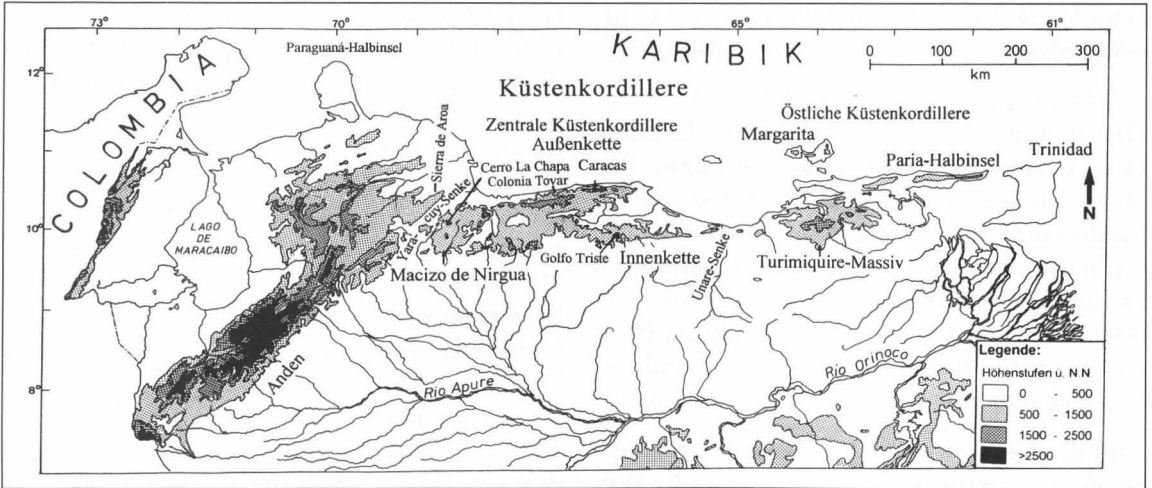 73°
70°
65°
61°
12°
10°
8°
Paraguaná-Halbinsel
KARIBIK
0 100 200 300
km
COLOMBIA
Küstenkordillere
Östliche Küstenkordillere
Margarita
Zentrale Küstenkordillere
Außenkette
Sierra de Aroa
Cerro La Chapa
Caracas
Colonia Tovar
Paria-Halbinsel
Trinidad
N
Yaracuy-Senke
LAGO
DE
MARACAIBO
Macizo de Nirgua
Golfo Triste
Innenkette
Unare-Senke
Turimiquire-Massiv
Anden
Rio Apure
Rio Orinoco
Legende:
Höhenstufen ü. N N.
0 - 500
500 - 1500
1500 - 2500
>2500